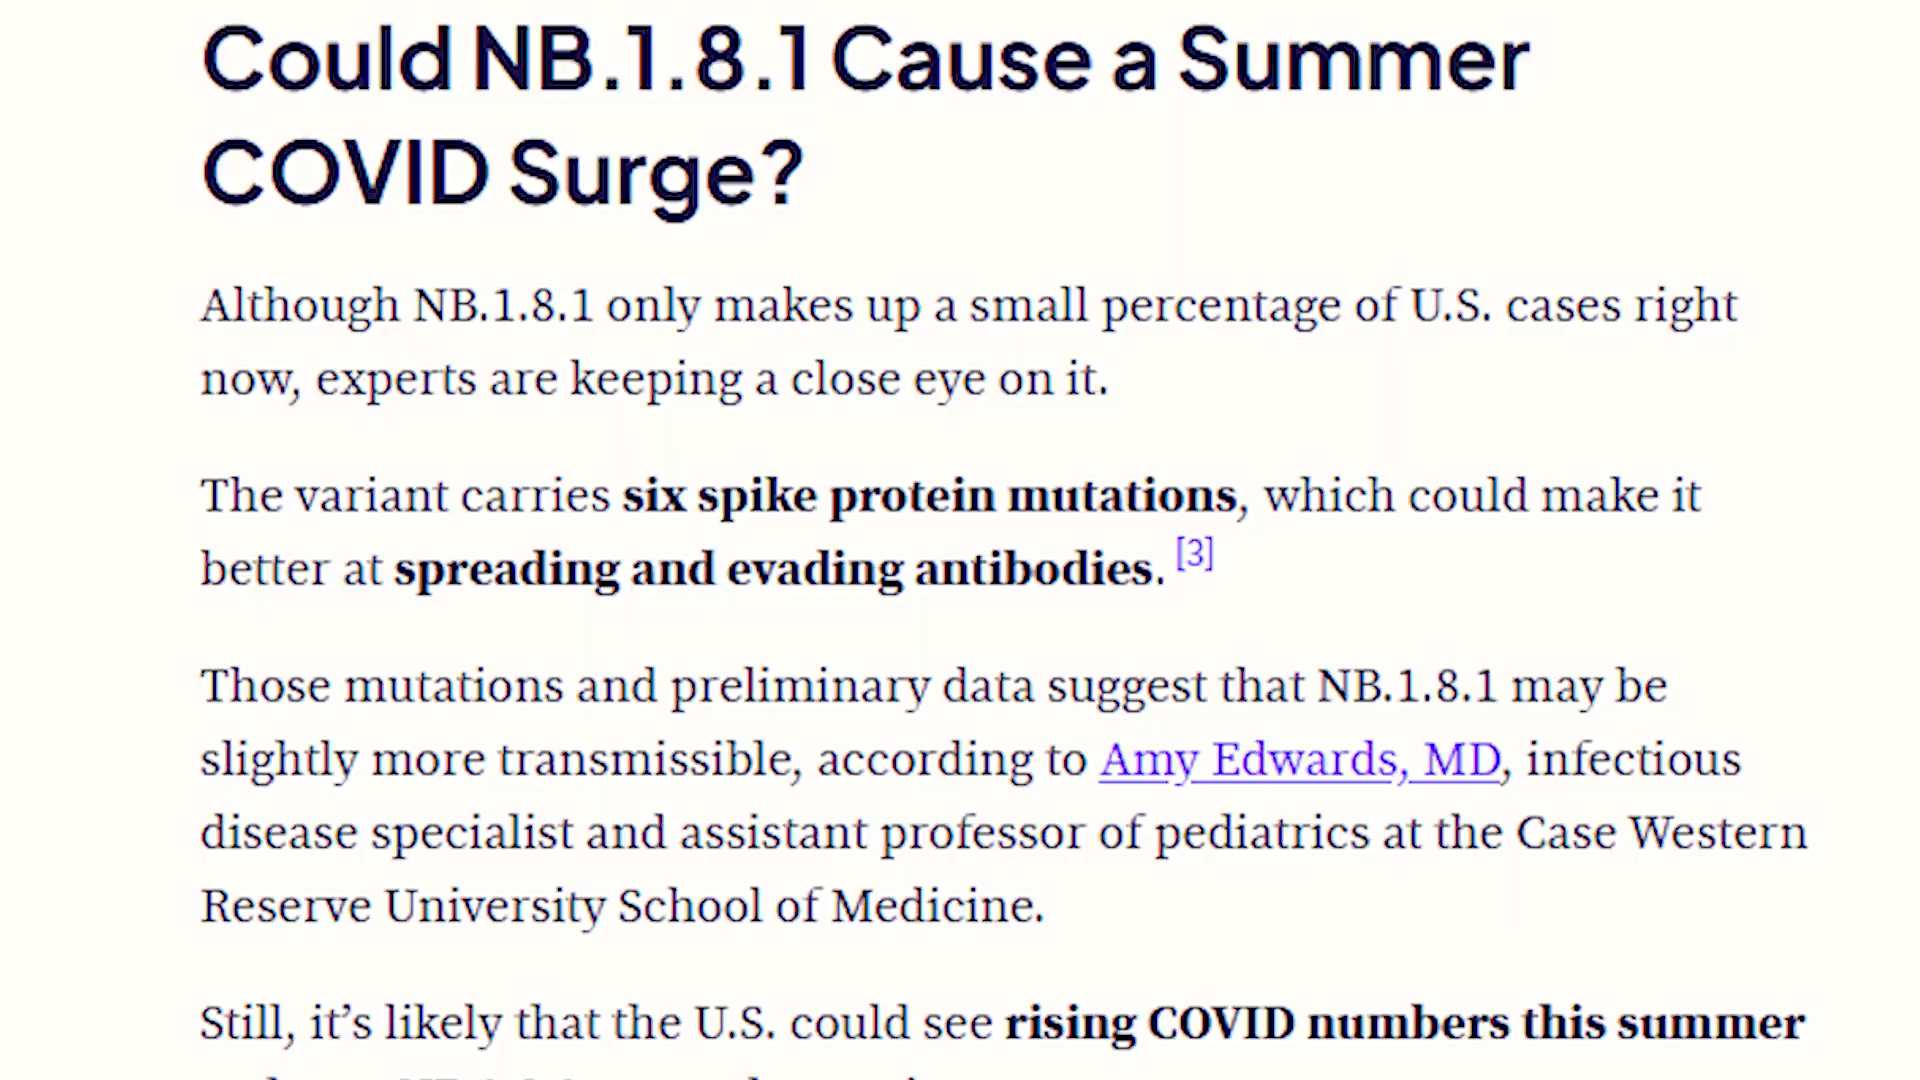 Could NB.1.8.1 Cause a Summer
COVID Surge?
Although NB.1.8.1 only makes up a small percentage of U.S. cases right
now, experts are keeping a close eye on it.
The variant carries six spike protein mutations, which could make it
better at spreading and evading antibodies. [3]
Those mutations and preliminary data suggest that NB.1.8.1 may be
slightly more transmissible, according to Amy Edwards, MD, infectious
disease specialist and assistant professor of pediatrics at the Case Western
Reserve University School of Medicine.
Still, it’s likely that the U.S. could see rising COVID numbers this summer